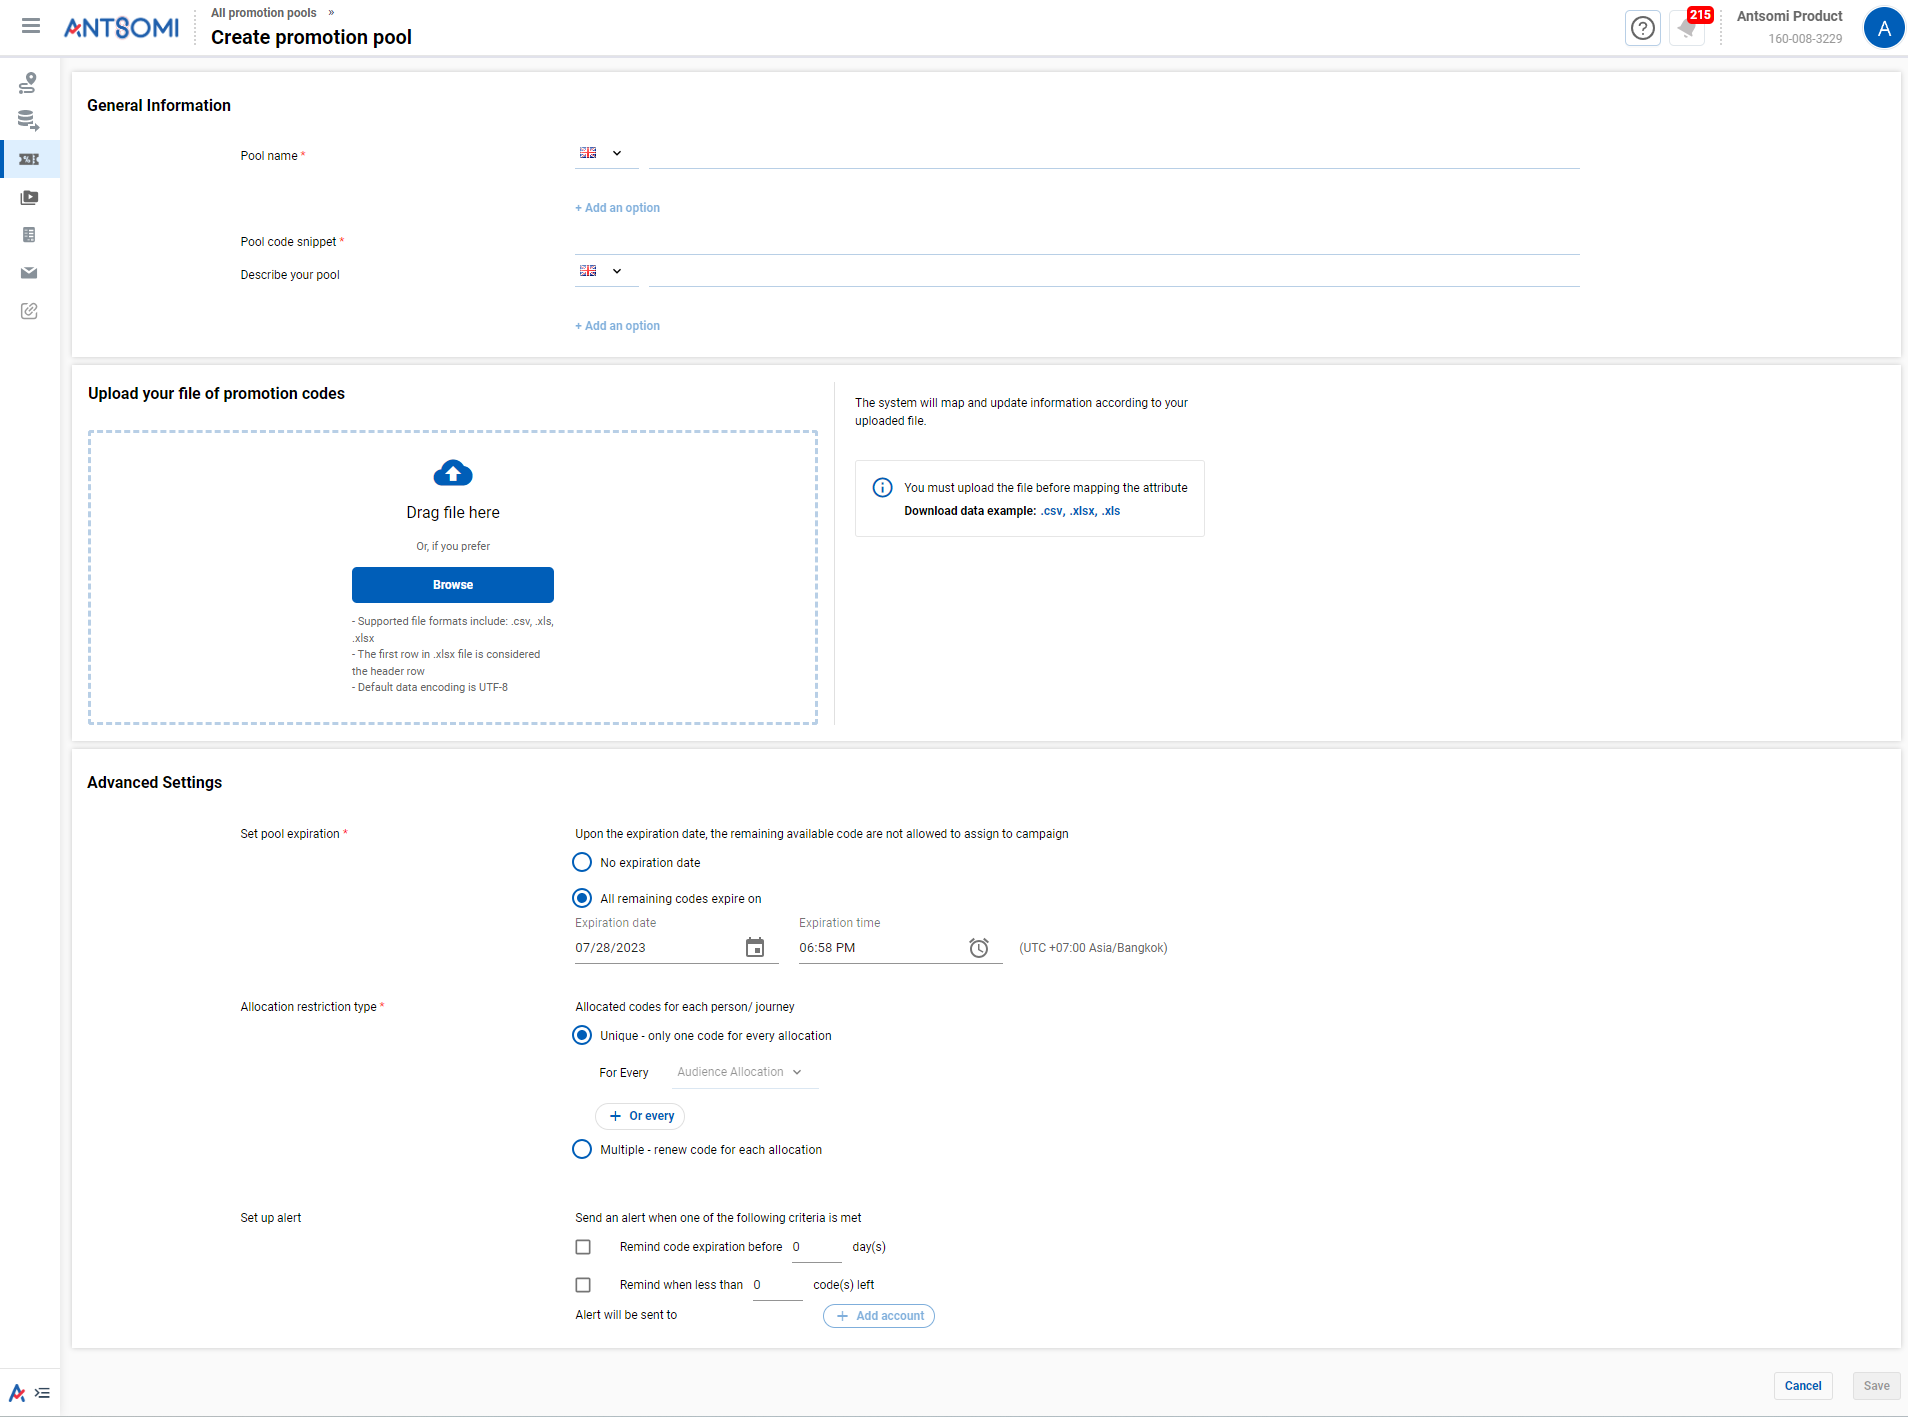 ANTSOMI
All promotion pools »
Create promotion pool
215
Antsomi Product
160-008-3229
A
General Information
Pool name *
+ Add an option
Pool code snippet *
Describe your pool
+ Add an option
Upload your file of promotion codes
Drag file here
Or, if you prefer
Browse
- Supported file formats include: .csv, .xls,
.xlsx
- The first row in .xlsx file is considered
the header row
- Default data encoding is UTF-8
The system will map and update information according to your
uploaded file.
You must upload the file before mapping the attribute
Download data example: .csv, .xlsx, .xls
Advanced Settings
Set pool expiration *
Upon the expiration date, the remaining available code are not allowed to assign to campaign
No expiration date
All remaining codes expire on
Expiration date Expiration time
07/28/2023 06:58 PM (UTC +07:00 Asia/Bangkok)
Allocation restriction type *
Allocated codes for each person/ journey
Unique - only one code for every allocation
For Every Audience Allocation
+ Or every
Multiple - renew code for each allocation
Set up alert
Send an alert when one of the following criteria is met
Remind code expiration before 0 day(s)
Remind when less than 0 code(s) left
Alert will be sent to + Add account
Cancel Save